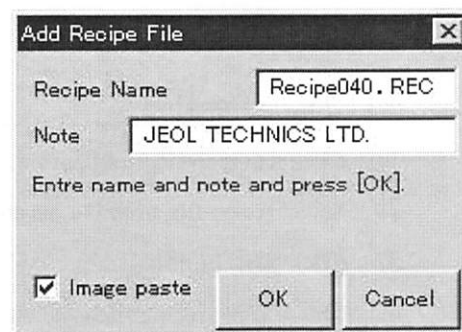 Add Recipe File
Recipe Name Recipe040.REC
Note JEOL TECHNICS LTD.
Entre name and note and press [OK].
Image paste OK Cancel